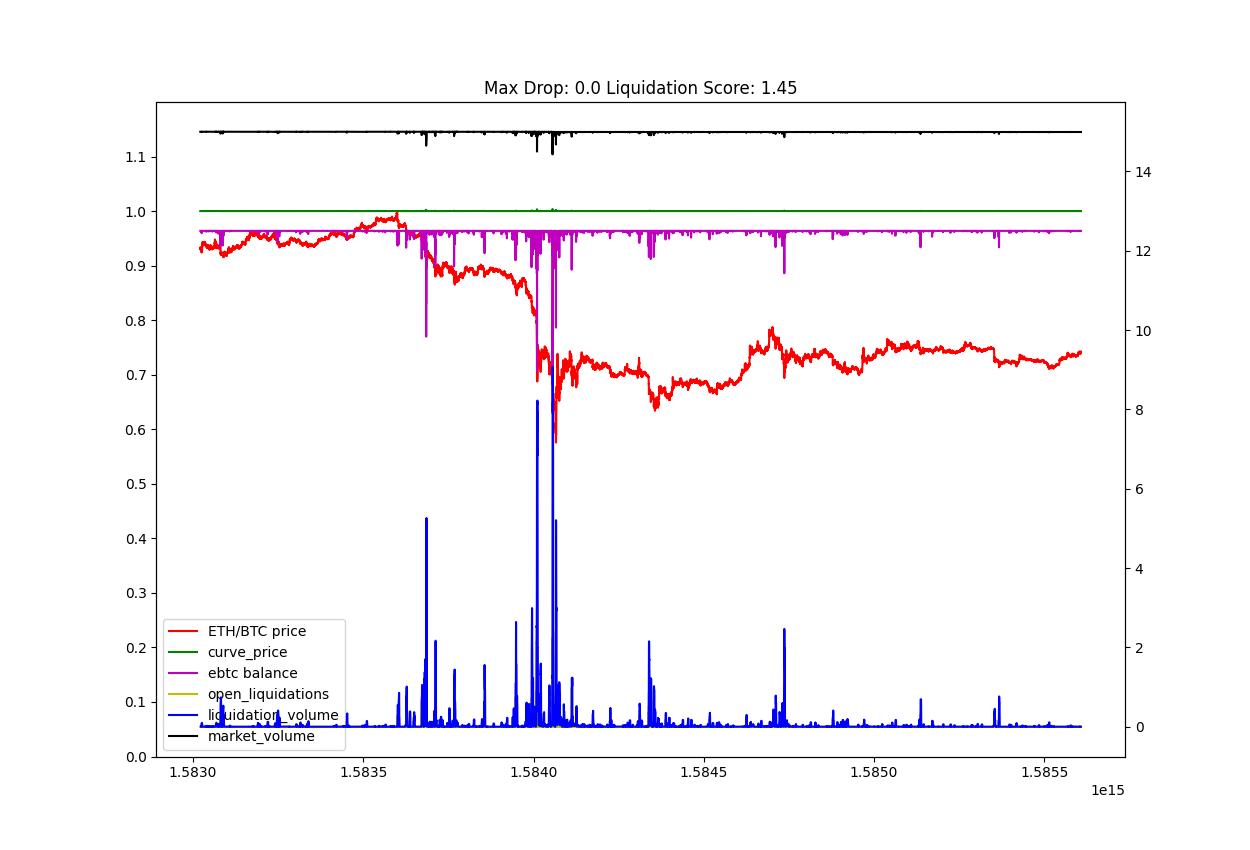 Max Drop: 0.0 Liquidation Score: 1.45
1.1
1.0
0.9
0.8
0.7
0.6
0.5
0.4
0.3
0.2
0.1
0.0
14
12
10
8
6
4
2
0
ETH/BTC price
curve_price
ebtc balance
open_liquidations
liquidation_volume
market_volume
1.5830 1.5835 1.5840 1.5845 1.5850 1.5855
1e15